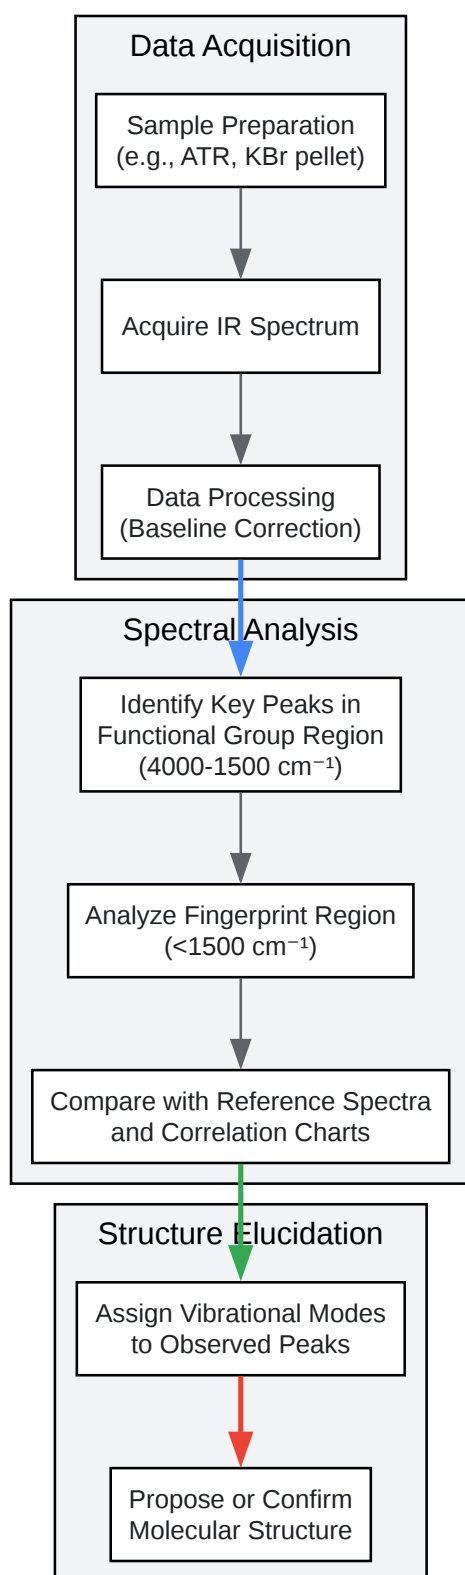 Data Acquisition
Sample Preparation
(e.g., ATR, KBr pellet)
Acquire IR Spectrum
Data Processing
(Baseline Correction)
Spectral Analysis
Identify Key Peaks in
Functional Group Region
(4000-1500 cm⁻¹)
Analyze Fingerprint Region
(<1500 cm⁻¹)
Compare with Reference Spectra
and Correlation Charts
Structure Elucidation
Assign Vibrational Modes
to Observed Peaks
Propose or Confirm
Molecular Structure